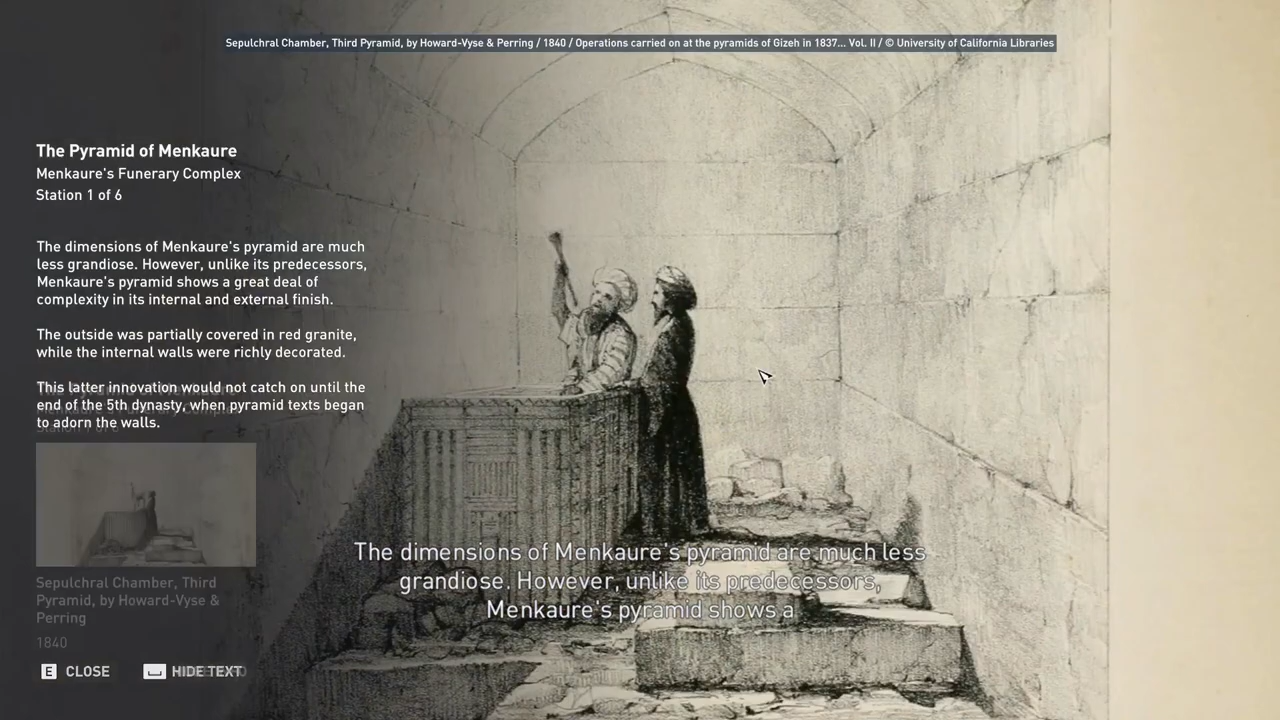 Sepulchral Chamber, Third Pyramid, by Howard-Vyse & Perring / 1840 / Operations carried on at the pyramids of Gizeh in 1837... Vol. II / © University of California Libraries
The Pyramid of Menkaure
Menkaure's Funerary Complex
Station 1 of 6
The dimensions of Menkaure's pyramid are much
less grandiose. However, unlike its predecessors,
Menkaure's pyramid shows a great deal of
complexity in its internal and external finish.
The outside was partially covered in red granite,
while the internal walls were richly decorated.
This latter innovation would not catch on until the
end of the 5th dynasty, when pyramid texts began
to adorn the walls.
Sepulchral Chamber, Third
Pyramid, by Howard-Vyse &
Perring
1840
E CLOSE HIDE TEXT
The dimensions of Menkaure's pyramid are much less
grandiose. However, unlike its predecessors,
Menkaure's pyramid shows a